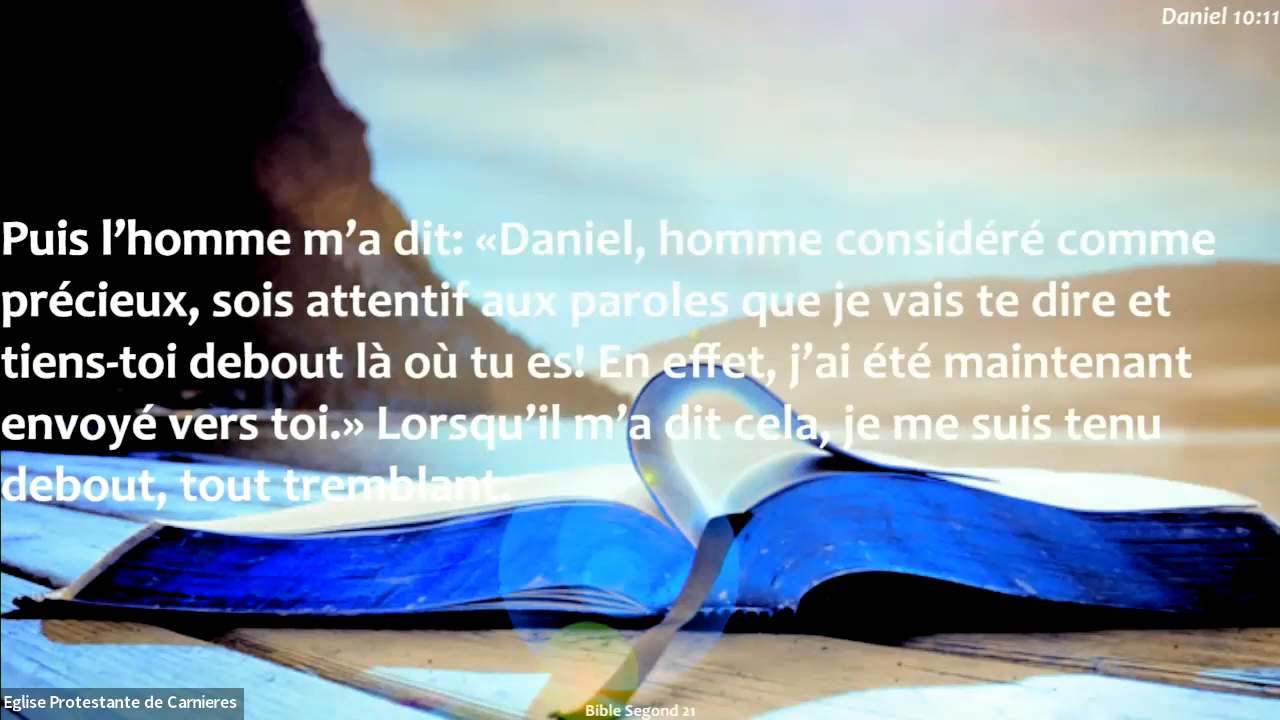 Daniel 10:11
Puis l’homme m’a dit: «Daniel, homme considéré comme
précieux, sois attentif aux paroles que je vais te dire et
tiens-toi debout là où tu es! En effet, j’ai été maintenant
envoyé vers toi.» Lorsqu’il m’a dit cela, je me suis tenu
debout, tout tremblant.
Eglise Protestante de Carnieres
Bible Segond 21